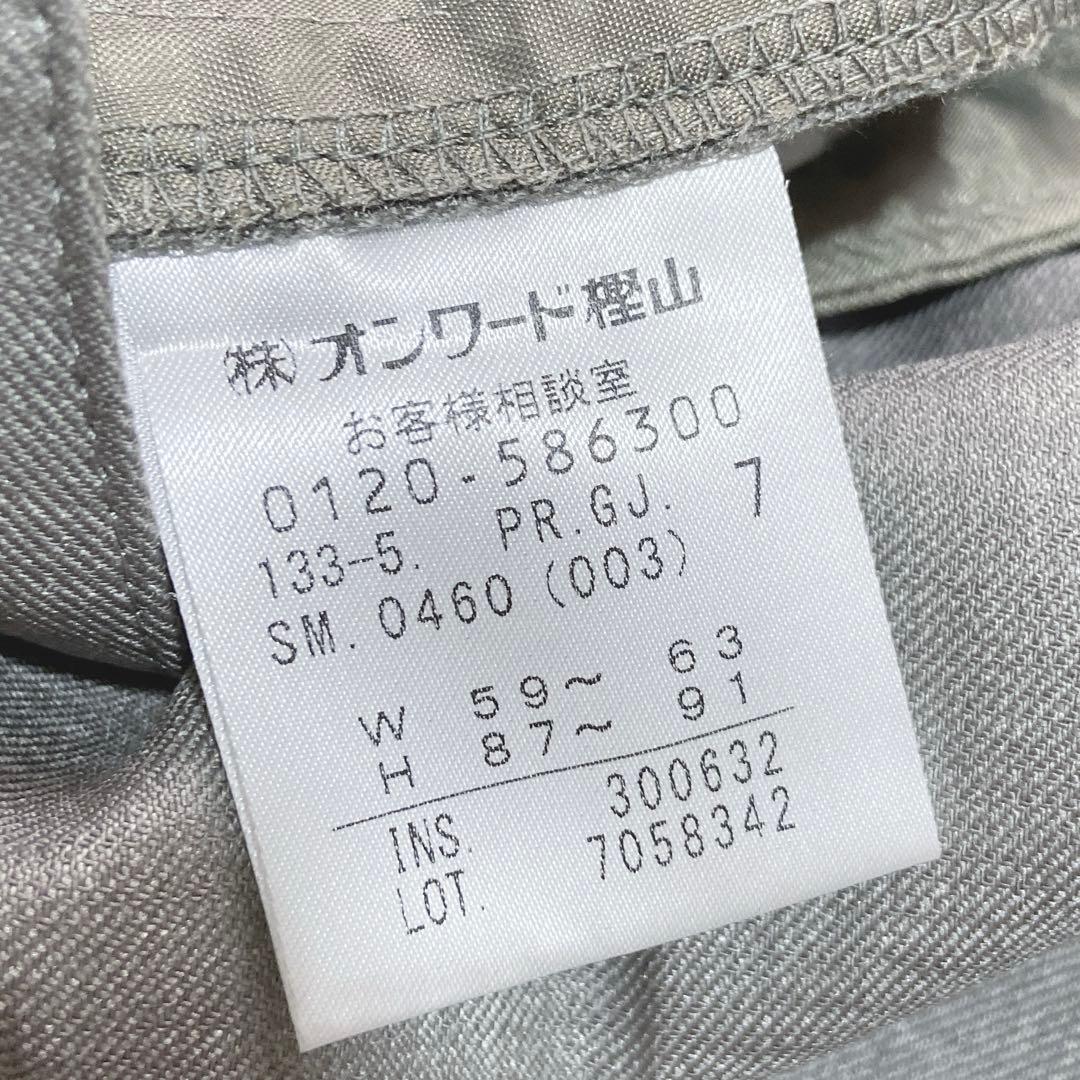 (株)オンワード樫山
お客様相談室
0120-586300
133-5. PR.GJ. 7
SM. 0460 (003)
W 59～ 63
H 87～ 91
INS. 300632
LOT. 7058342